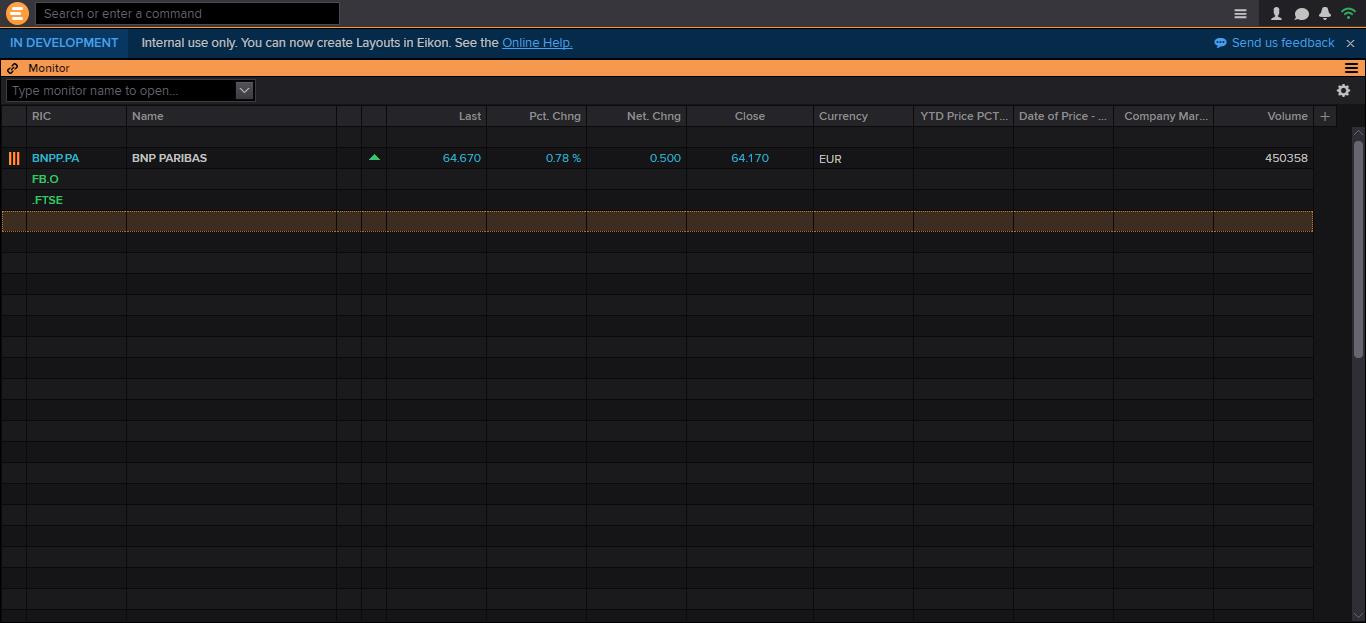 Search or enter a command
IN DEVELOPMENT Internal use only. You can now create Layouts in Eikon. See the Online Help. Send us feedback
Monitor
Type monitor name to open...
RIC Name Last Pct. Chng Net. Chng Close Currency YTD Price PCT... Date of Price - ... Company Mar... Volume +
BNPP.PA BNP PARIBAS 64.670 0.78 % 0.500 64.170 EUR 450358
FB.O
.FTSE